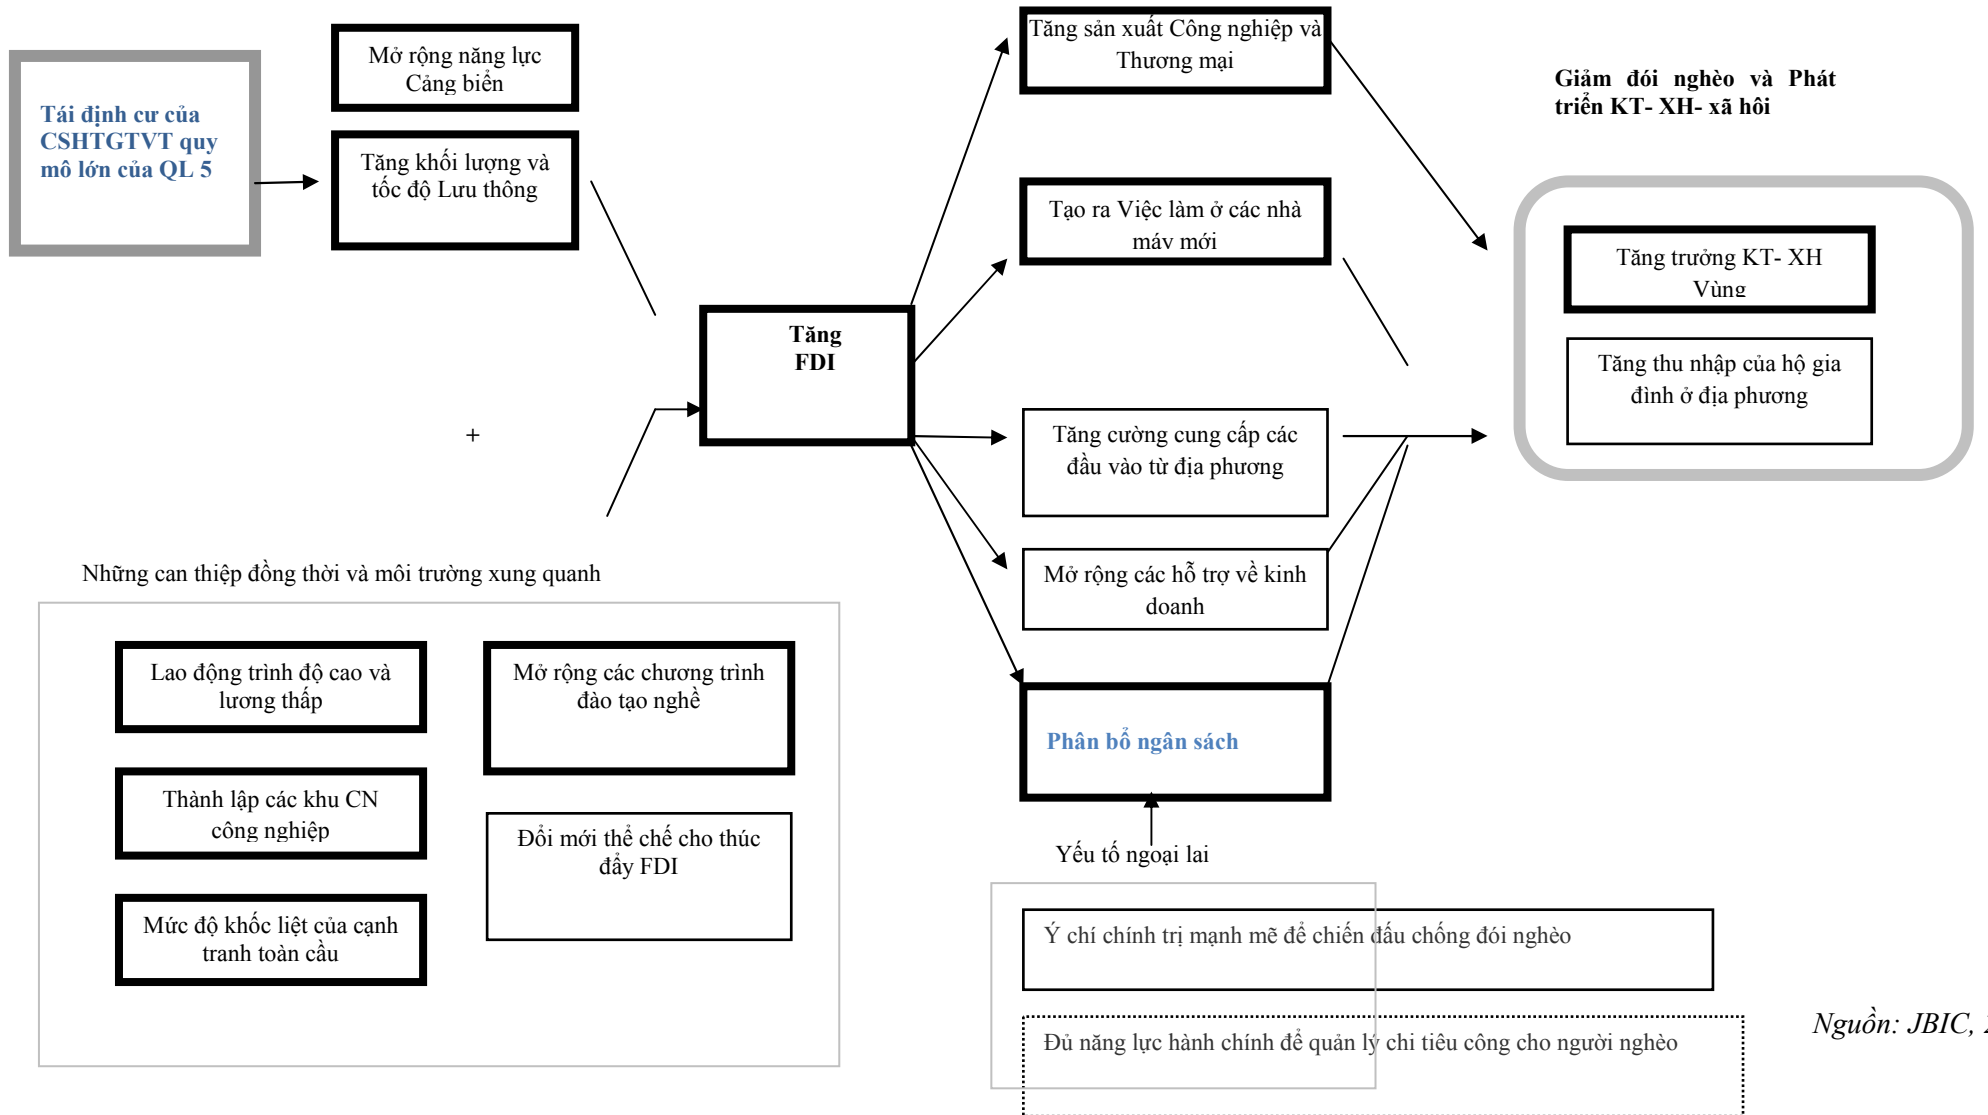 Tái định cư của
CSHTGTVT quy
mô lớn của QL 5
Mở rộng năng lực
Cảng biển
Tăng khối lượng và
tốc độ Lưu thông
+
Tăng
FDI
Tăng sản xuất Công nghiệp và
Thương mại
Tạo ra Việc làm ở các nhà
máy mới
Tăng cường cung cấp các
đầu vào từ địa phương
Mở rộng các hỗ trợ về kinh
doanh
Phân bổ ngân sách
Yếu tố ngoại lai
Ý chí chính trị mạnh mẽ để chiến đấu chống đói nghèo
Đủ năng lực hành chính để quản lý chi tiêu công cho người nghèo
Giảm đói nghèo và Phát
triển KT- XH- xã hôi
Tăng trưởng KT- XH
Vùng
Tăng thu nhập của hộ gia
đình ở địa phương
Những can thiệp đồng thời và môi trường xung quanh
Lao động trình độ cao và
lương thấp
Thành lập các khu CN
công nghiệp
Mức độ khốc liệt của cạnh
tranh toàn cầu
Mở rộng các chương trình
đào tạo nghề
Đổi mới thể chế cho thúc
đẩy FDI
Nguồn: JBIC,